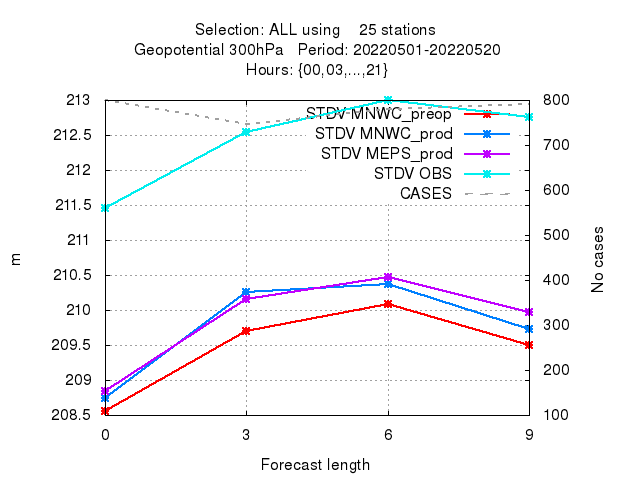 Selection: ALL using 25 stations
Geopotential 300hPa Period: 20220501-20220520
Hours: {00,03,...,21}
213 800
STDV MNWC_preop
212.5 STDV MNWC_prod 700
STDV MEPS_prod
212 STDV OBS
CASES 600
211.5
211 500
m No cases
210.5 400
210 300
209.5
209 200
208.5 100
0 3 6 9
Forecast length